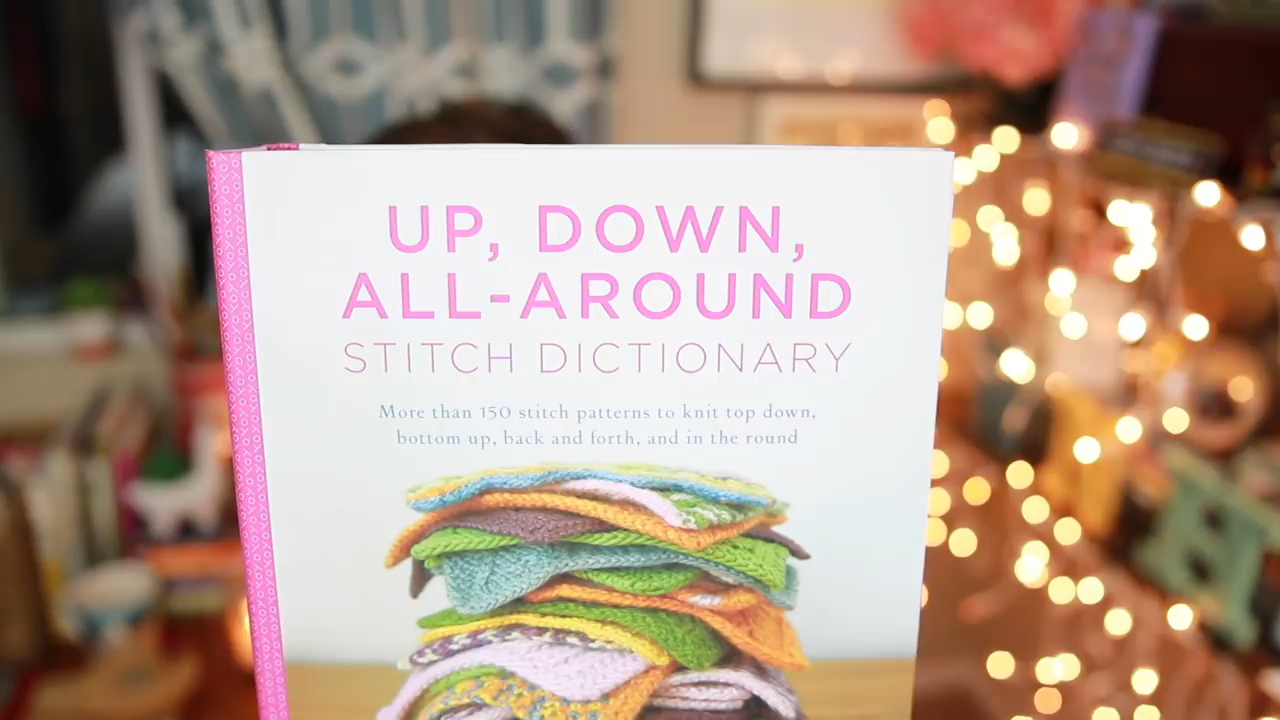 UP, DOWN,
ALL-AROUND
STITCH DICTIONARY
More than 150 stitch patterns to knit top down,
bottom up, back and forth, and in the round